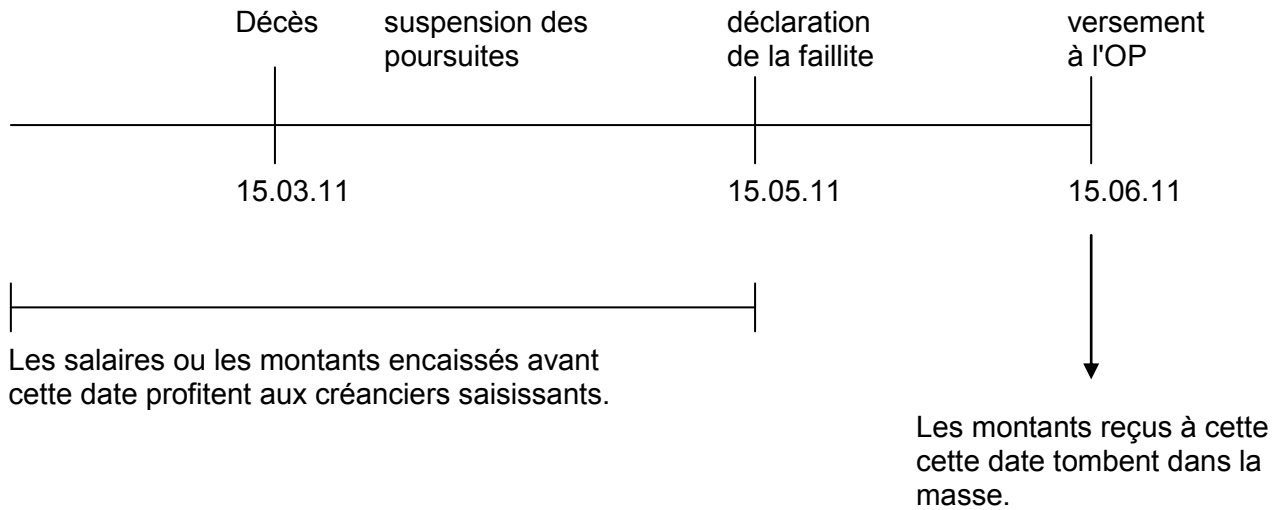 Décès
suspension des
poursuites
déclaration
de la faillite
versement
à l'OP
15.03.11
15.05.11
15.06.11
Les salaires ou les montants encaissés avant
cette date profitent aux créanciers saisissants.
Les montants reçus à cette
cette date tombent dans la
masse.